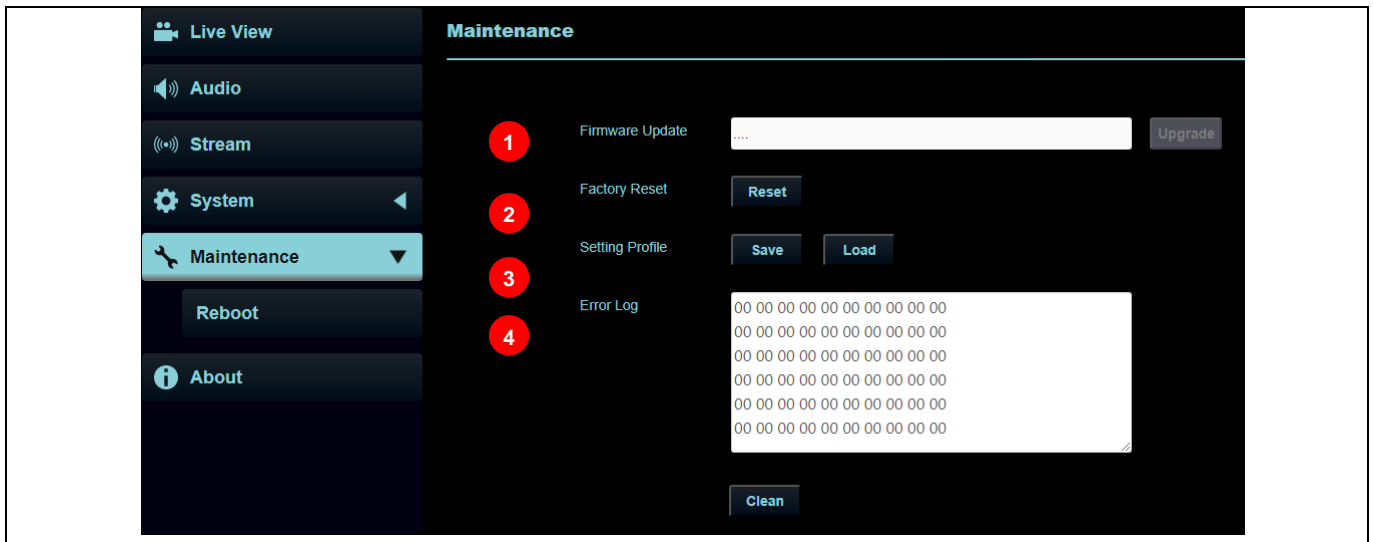 Live View
Audio
Stream
System
Maintenance
Reboot
About
Maintenance
1
Firmware Update
....
Upgrade
2
Factory Reset
Reset
3
Setting Profile
Save Load
4
Error Log
00 00 00 00 00 00 00 00 00 00
00 00 00 00 00 00 00 00 00 00
00 00 00 00 00 00 00 00 00 00
00 00 00 00 00 00 00 00 00 00
00 00 00 00 00 00 00 00 00 00
00 00 00 00 00 00 00 00 00 00
Clean